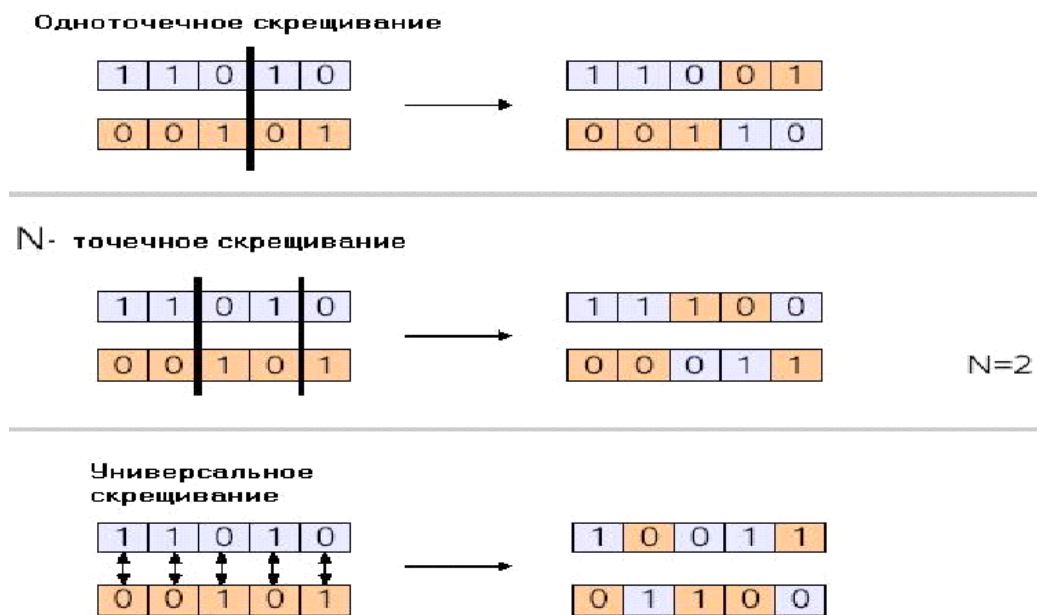 Одноточечное скрещивание
1 1 0 1 0 1 1 0 0 1
0 0 1 0 1 0 0 1 1 0
N- точечное скрещивание
1 1 0 1 0 1 1 1 0 0
0 0 1 0 1 0 0 0 1 1 N=2
Универсальное
скрещивание
1 1 0 1 0 1 0 0 1 1
0 0 1 0 1 0 1 1 0 0